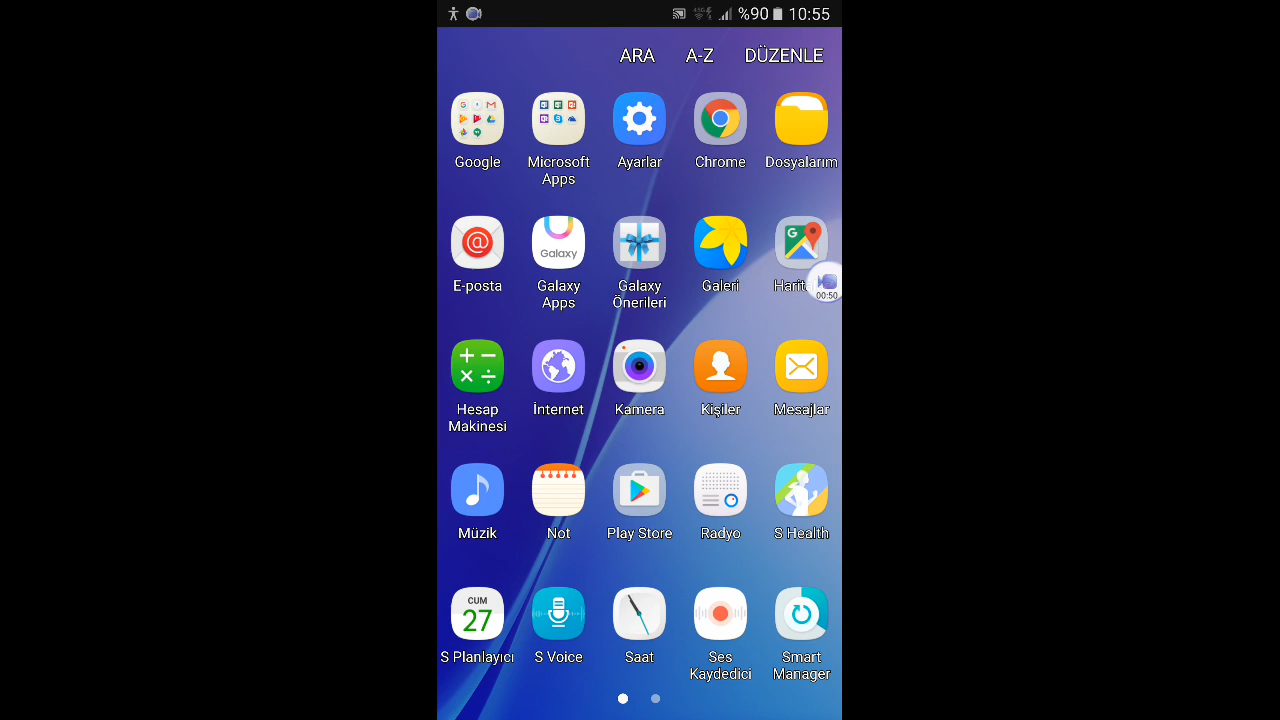 %90 10:55
ARA A-Z DÜZENLE
Google Microsoft Apps Ayarlar Chrome Dosyalarım
Galaxy
E-posta Galaxy Apps Galaxy Önerileri Galeri
00:50
Hesap Makinesi İnternet Kamera Kişiler Mesajlar
Müzik Not Play Store Radyo S Health
CUM
27
S Planlayıcı S Voice Saat Ses Kaydedici Smart Manager